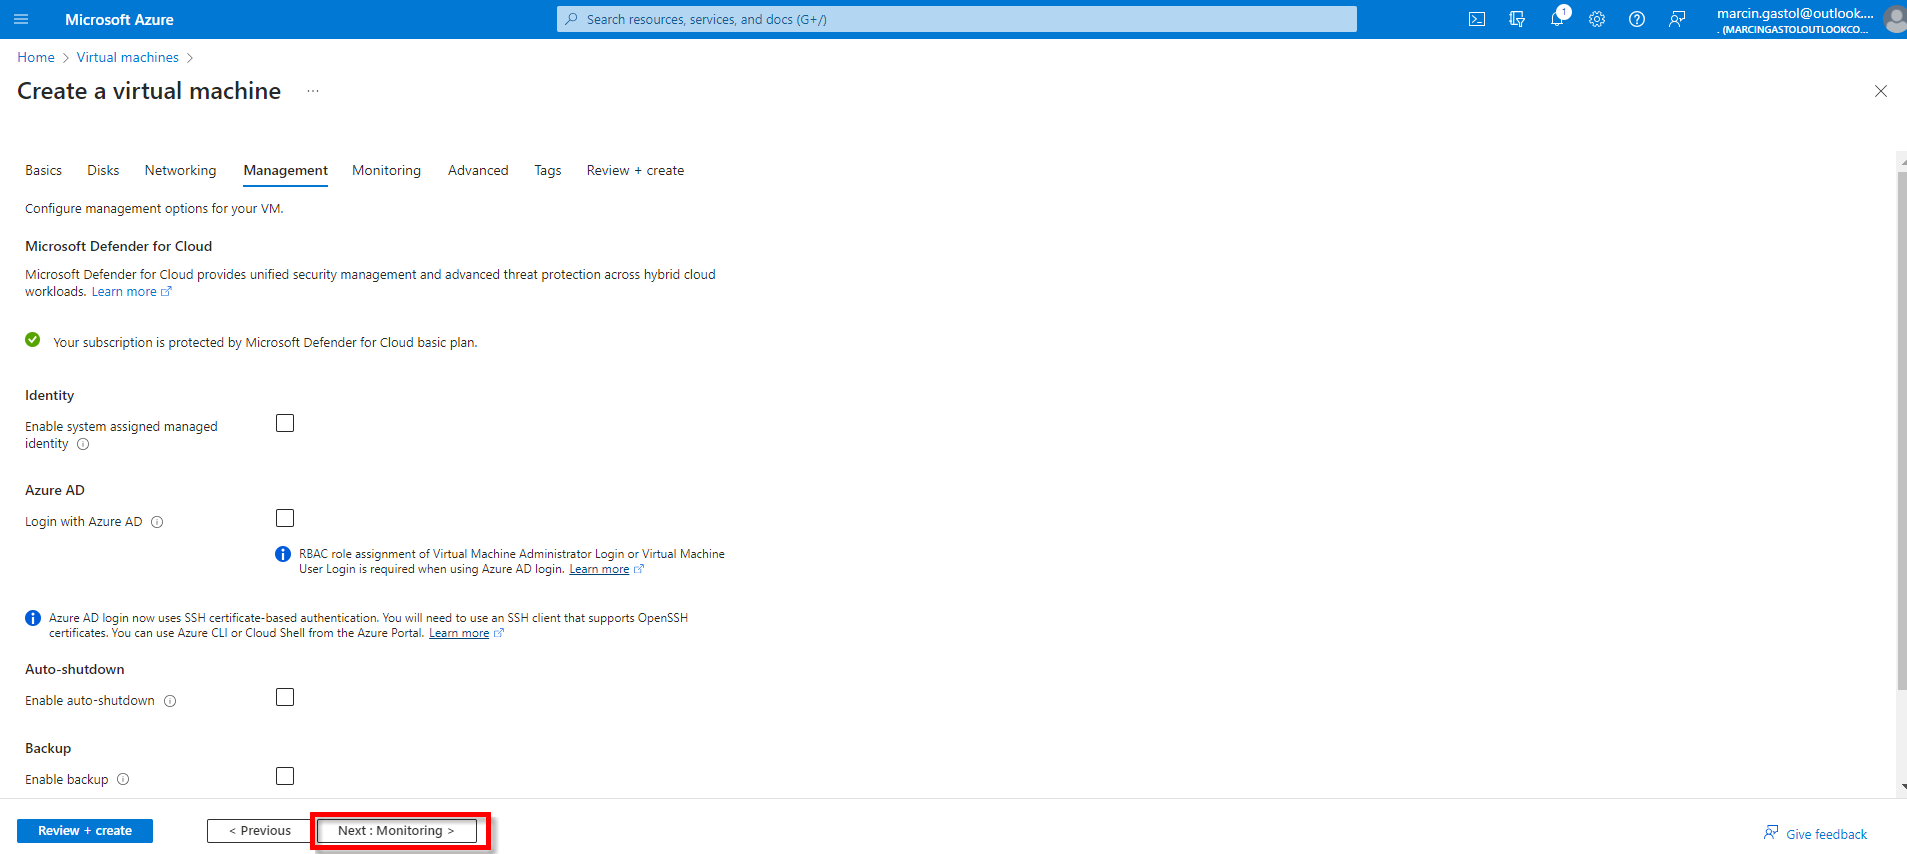 Microsoft Azure
Search resources, services, and docs (G+/)
1
marcin.gastol@outlook....
. (MARCINGASTOLOUTLOOKCO...
Home > Virtual machines >
Create a virtual machine ...
Basics Disks Networking Management Monitoring Advanced Tags Review + create
Configure management options for your VM.
Microsoft Defender for Cloud
Microsoft Defender for Cloud provides unified security management and advanced threat protection across hybrid cloud
workloads. Learn more
Your subscription is protected by Microsoft Defender for Cloud basic plan.
Identity
Enable system assigned managed
identity
Azure AD
Login with Azure AD
RBAC role assignment of Virtual Machine Administrator Login or Virtual Machine
User Login is required when using Azure AD login. Learn more
Azure AD login now uses SSH certificate-based authentication. You will need to use an SSH client that supports OpenSSH
certificates. You can use Azure CLI or Cloud Shell from the Azure Portal. Learn more
Auto-shutdown
Enable auto-shutdown
Backup
Enable backup
Review + create
< Previous
Next : Monitoring >
Give feedback